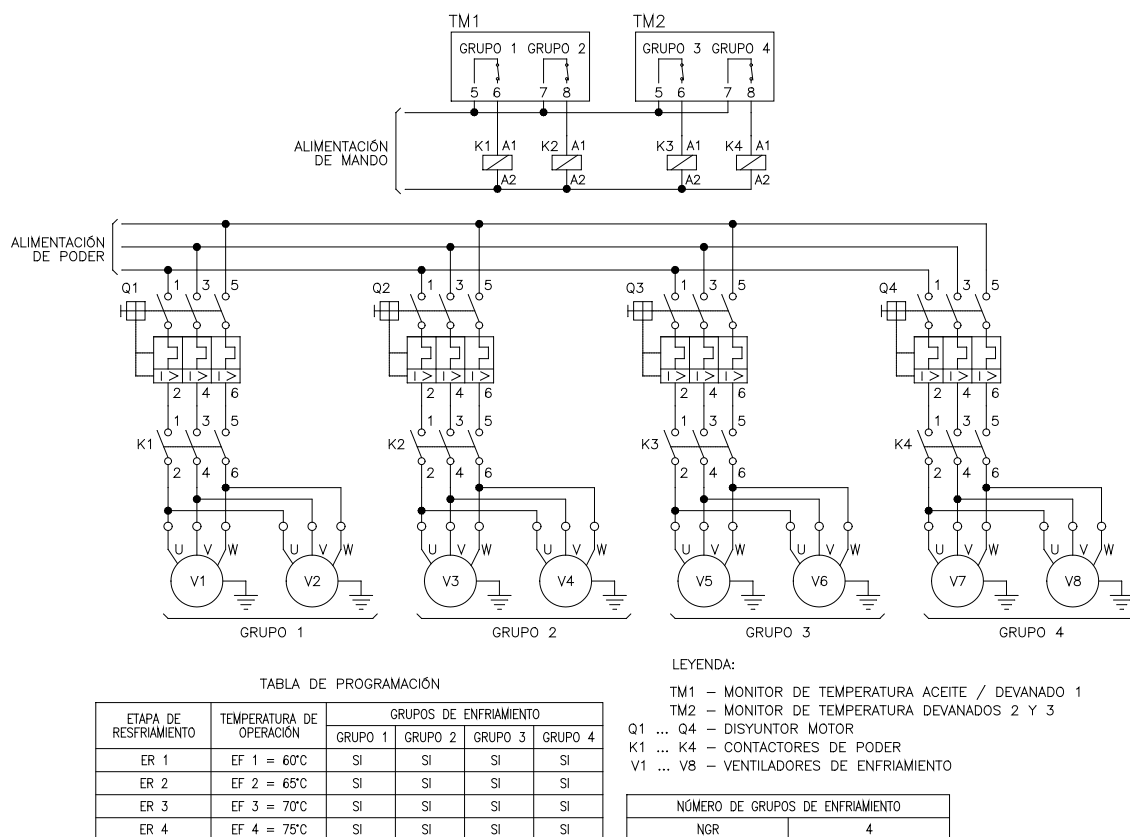 TM1 TM2
GRUPO 1 GRUPO 2 GRUPO 3 GRUPO 4
5 6 7 8 5 6 7 8
ALIMENTACIÓN
DE MANDO
K1 A1 K2 A1 K3 A1 K4 A1
A2 A2 A2 A2
ALIMENTACIÓN
DE PODER
Q1 1 3 5 Q2 1 3 5 Q3 1 3 5 Q4 1 3 5
I > I > I > I > I > I > I > I > I > I > I > I >
2 4 6 2 4 6 2 4 6 2 4 6
K1 1 3 5 K2 1 3 5 K3 1 3 5 K4 1 3 5
2 4 6 2 4 6 2 4 6 2 4 6
U V W U V W U V W U V W U V W U V W U V W U V W
V1 V2 V3 V4 V5 V6 V7 V8
GRUPO 1 GRUPO 2 GRUPO 3 GRUPO 4
TABLA DE PROGRAMACIÓN
ETAPA DE RESFRIAMIENTO TEMPERATURA DE OPERACIÓN GRUPOS DE ENFRIAMIENTO
GRUPO 1 GRUPO 2 GRUPO 3 GRUPO 4
ER 1 EF 1 = 60°C SI SI SI SI
ER 2 EF 2 = 65°C SI SI SI SI
ER 3 EF 3 = 70°C SI SI SI SI
ER 4 EF 4 = 75°C SI SI SI SI
LEYENDA:
TM1 – MONITOR DE TEMPERATURA ACEITE / DEVANADO 1
TM2 – MONITOR DE TEMPERATURA DEVANADOS 2 Y 3
Q1 ... Q4 – DISYUNTOR MOTOR
K1 ... K4 – CONTACTORES DE PODER
V1 ... V8 – VENTILADORES DE ENFRIAMIENTO
NÚMERO DE GRUPOS DE ENFRIAMIENTO
NGR 4